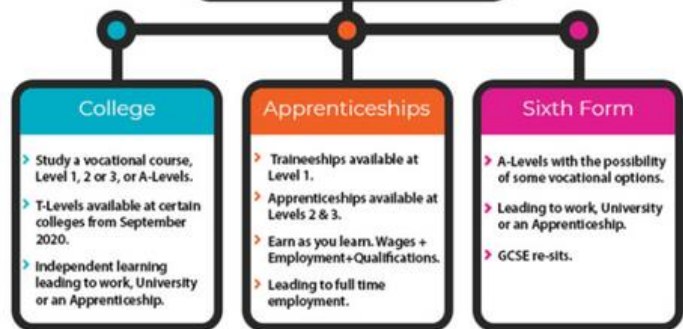 College
Study a vocational course,
Level 1, 2 or 3, or A-Levels.
T-Levels available at certain
colleges from September
2020.
Independent learning
leading to work, University
or an Apprenticeship.
Apprenticeships
Traineeships available at
Level 1.
Apprenticeships available at
Levels 2 & 3.
Earn as you learn. Wages +
Employment+Qualifications.
Leading to full time
employment.
Sixth Form
A-Levels with the possibility
of some vocational options.
Leading to work, University
or an Apprenticeship.
GCSE re-sits.